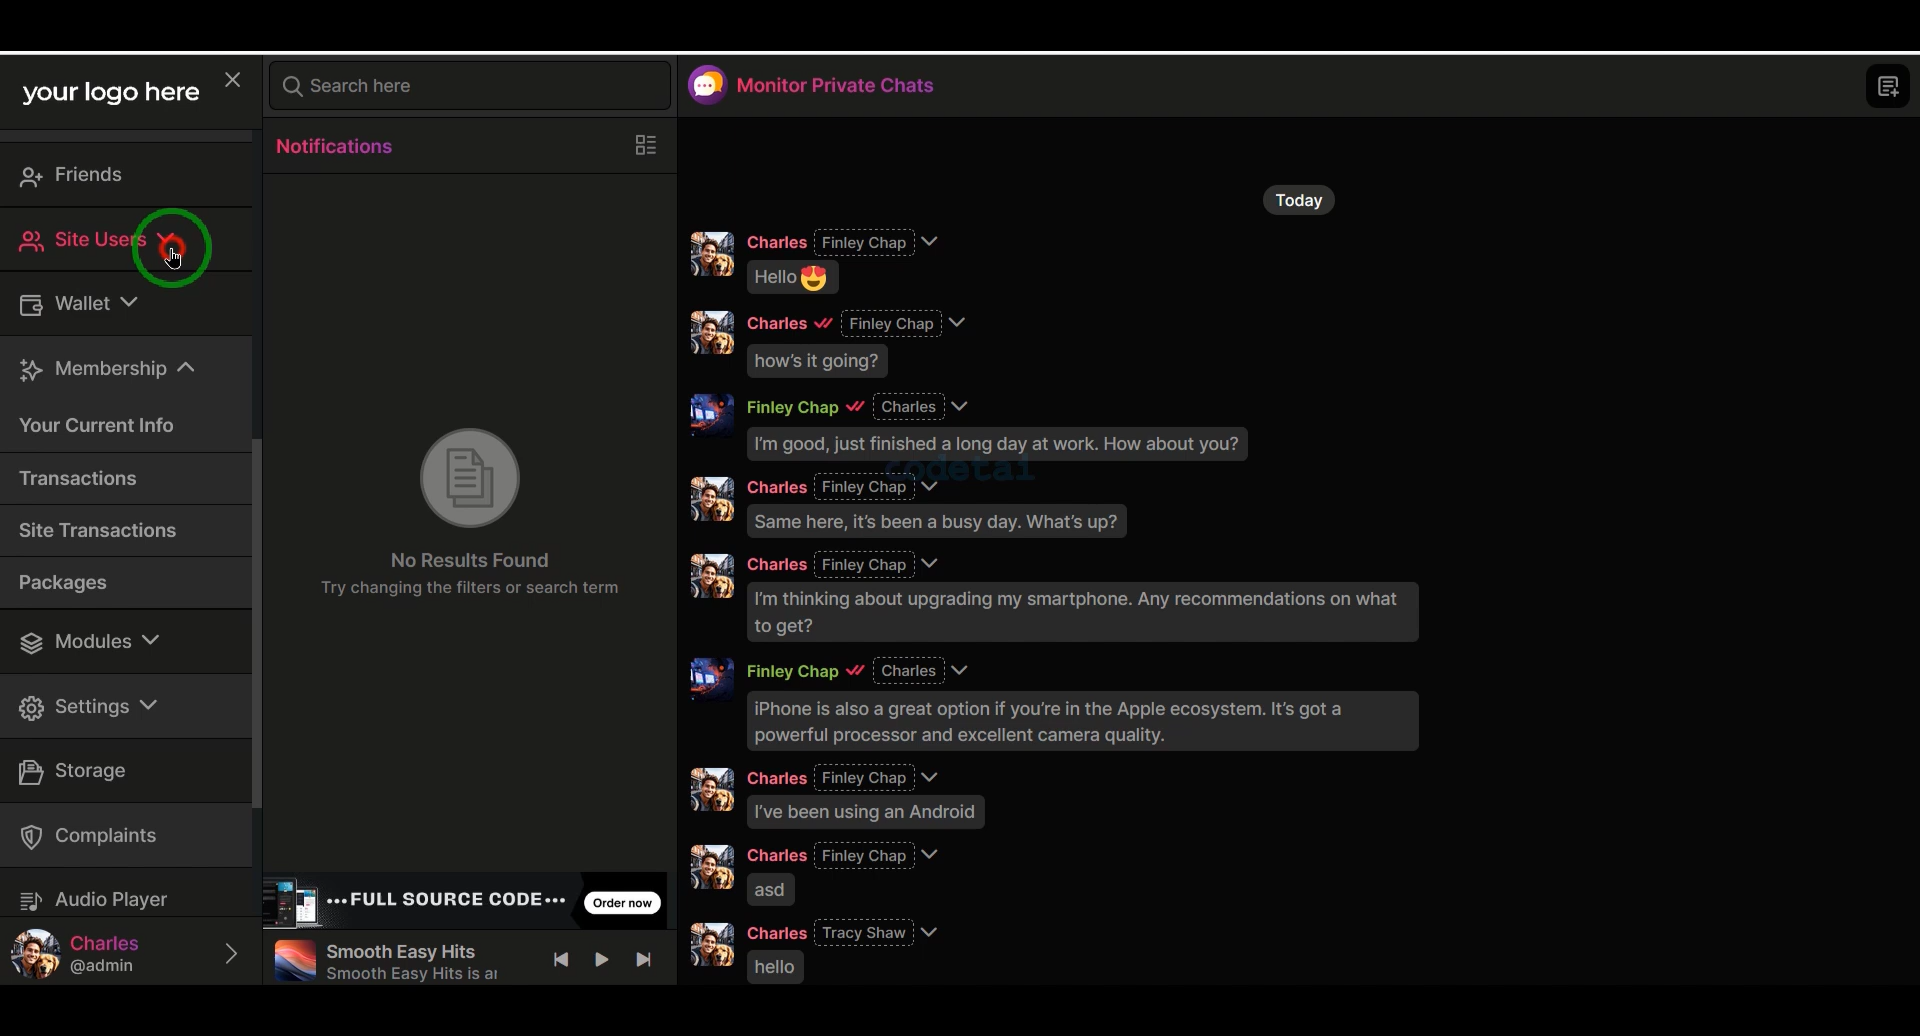 your logo here
Search here
Monitor Private Chats
Notifications
Friends
Site Users
Wallet
Membership
Your Current Info
Transactions
Site Transactions
Packages
Modules
Settings
Storage
Complaints
Audio Player
Charles
@admin
No Results Found
Try changing the filters or search term
•••FULL SOURCE CODE•••
Order now
Smooth Easy Hits
Smooth Easy Hits is ar
Today
Charles Finley Chap
Hello😍
Charles Finley Chap
how’s it going?
Finley Chap Charles
I’m good, just finished a long day at work. How about you?
codetai
Charles Finley Chap
Same here, it’s been a busy day. What’s up?
Charles Finley Chap
I’m thinking about upgrading my smartphone. Any recommendations on what
to get?
Finley Chap Charles
iPhone is also a great option if you’re in the Apple ecosystem. It’s got a
powerful processor and excellent camera quality.
Charles Finley Chap
I’ve been using an Android
Charles Finley Chap
asd
Charles Tracy Shaw
hello